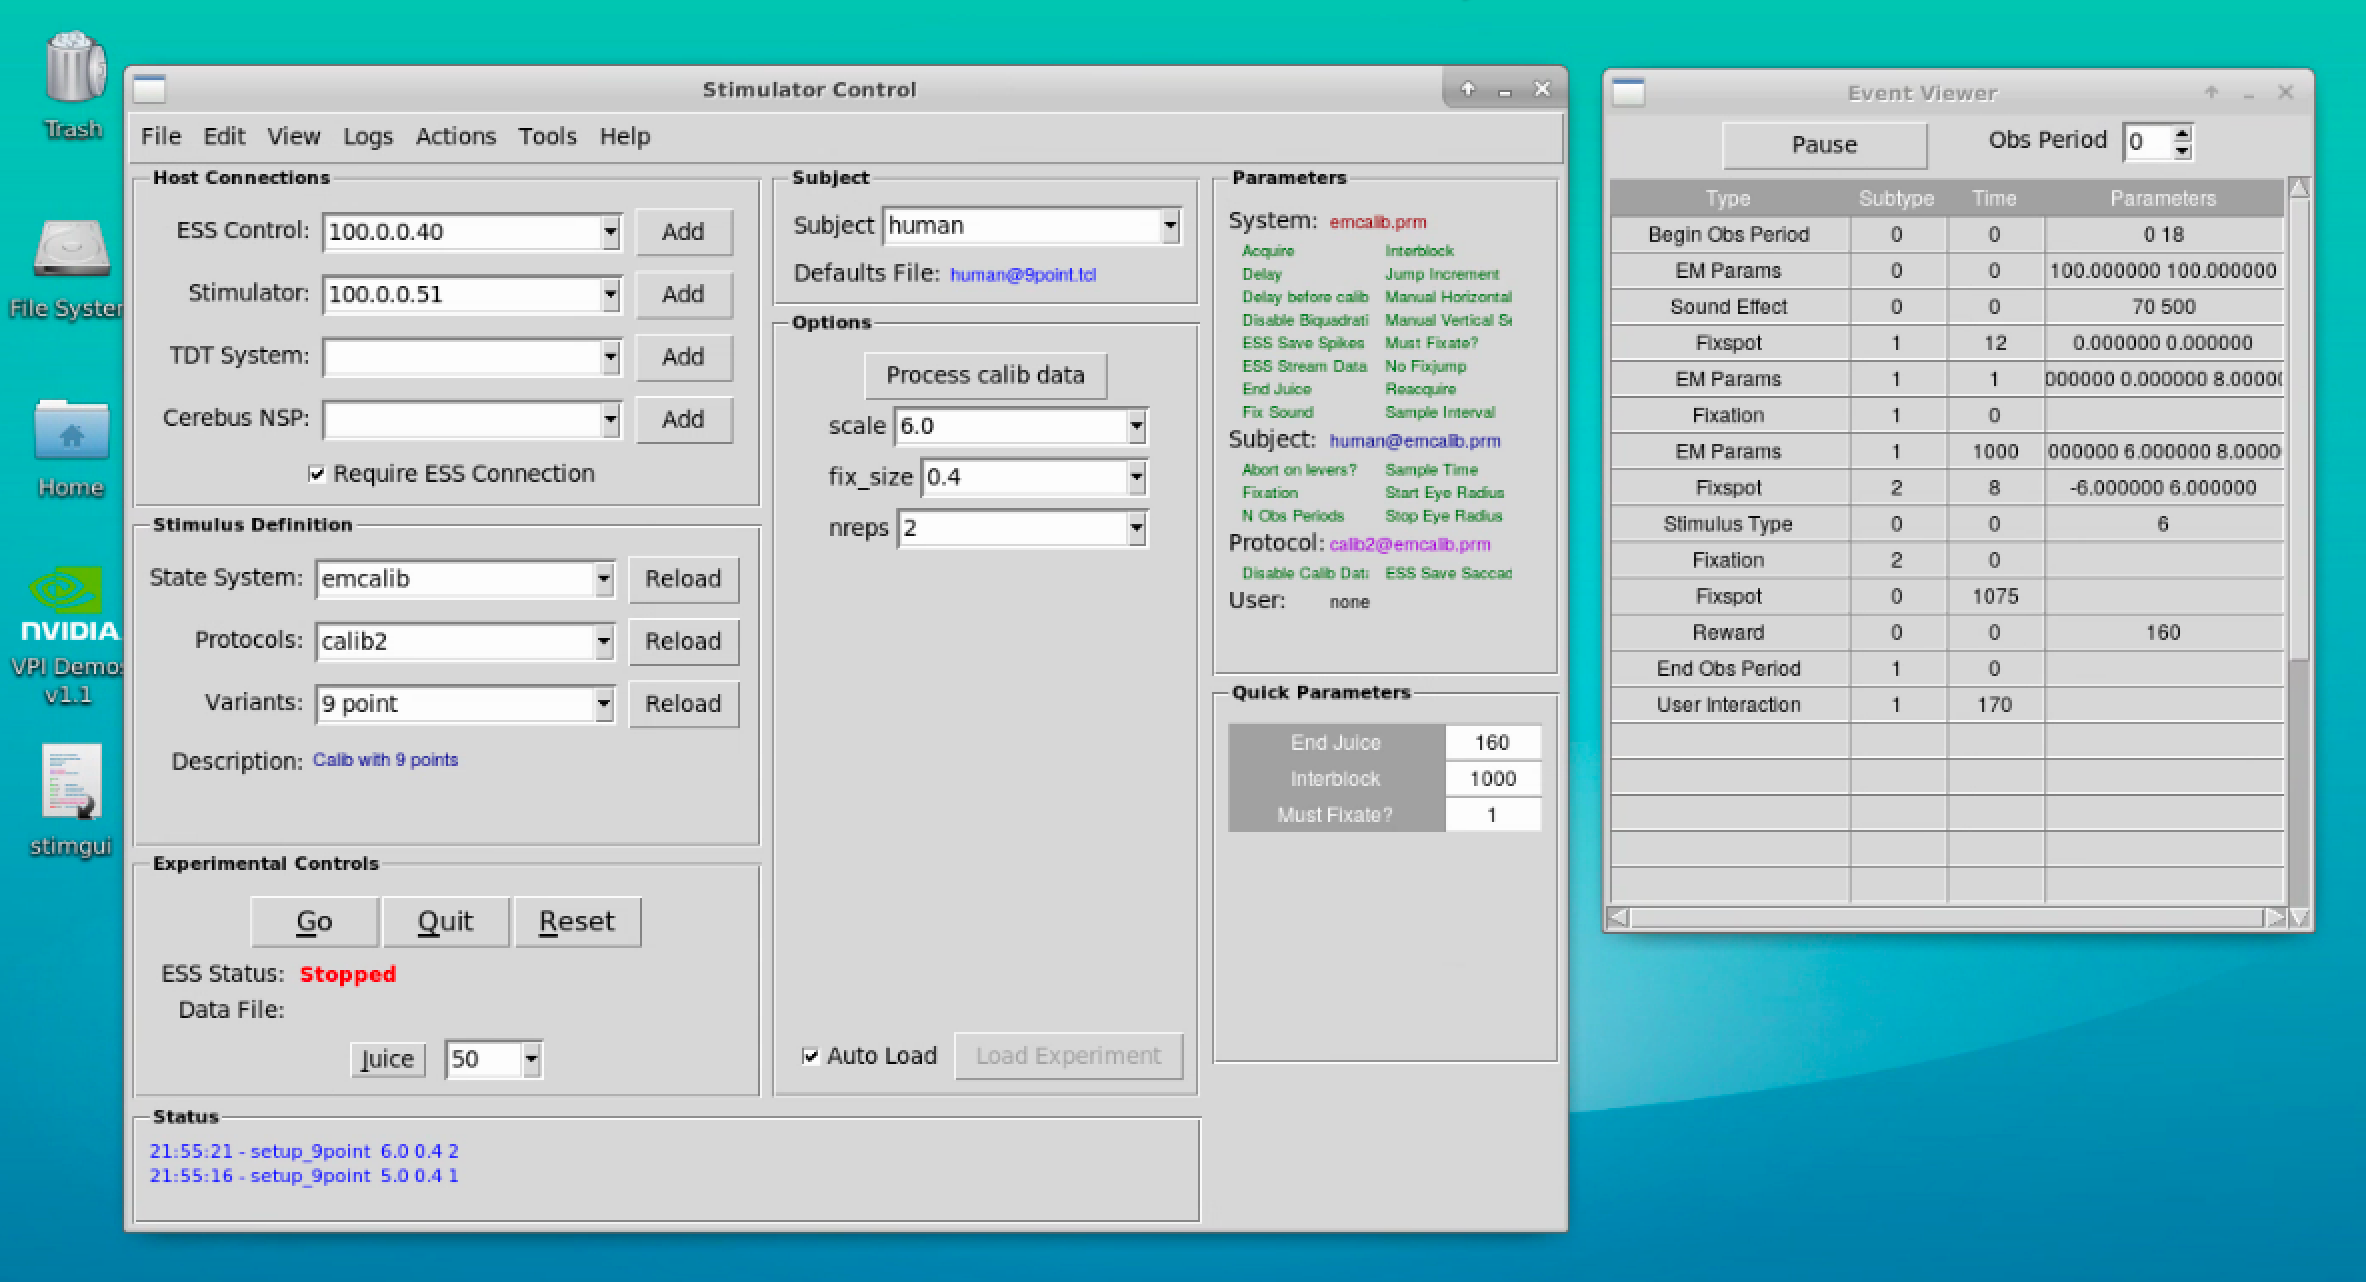 Trash
File System
Home
NVIDIA
VPI Demos
v1.1
stimgui
Stimulator Control
File Edit View Logs Actions Tools Help
Host Connections
ESS Control: 100.0.0.40 Add
Stimulator: 100.0.0.51 Add
TDT System: Add
Cerebus NSP: Add
Require ESS Connection
Stimulus Definition
State System: emcalib Reload
Protocols: calib2 Reload
Variants: 9 point Reload
Description: Calib with 9 points
Experimental Controls
Go Quit Reset
ESS Status: Stopped
Data File:
Juice 50
Status
21:55:21 - setup_9point 6.0 0.4 2
21:55:16 - setup_9point 5.0 0.4 1
Subject
Subject human
Defaults File: human@9point.tcl
Options
Process calib data
scale 6.0
fix_size 0.4
nreps 2
Auto Load Load Experiment
Parameters
System: emcalib.prm
Acquire Interblock
Delay Jump Increment
Delay before calib Manual Horizontal
Disable Biquadrati Manual Vertical Se
ESS Save Spikes Must Fixate?
ESS Stream Data No Fixjump
End Juice Reacquire
Fix Sound Sample Interval
Subject: human@emcalib.prm
Abort on levers? Sample Time
Fixation Start Eye Radius
N Obs Periods Stop Eye Radius
Protocol: calib2@emcalib.prm
Disable Calib Data ESS Save Saccad
User: none
Quick Parameters
End Juice 160
Interblock 1000
Must Fixate? 1
Event Viewer
Pause Obs Period 0
Type Subtype Time Parameters
Begin Obs Period 0 0 0 18
EM Params 0 0 100.000000 100.000000
Sound Effect 0 0 70 500
Fixspot 1 12 0.000000 0.000000
EM Params 1 1 000000 0.000000 8.00000
Fixation 1 0
EM Params 1 1000 000000 6.000000 8.0000
Fixspot 2 8 -6.000000 6.000000
Stimulus Type 0 0 6
Fixation 2 0
Fixspot 0 1075
Reward 0 0 160
End Obs Period 1 0
User Interaction 1 170